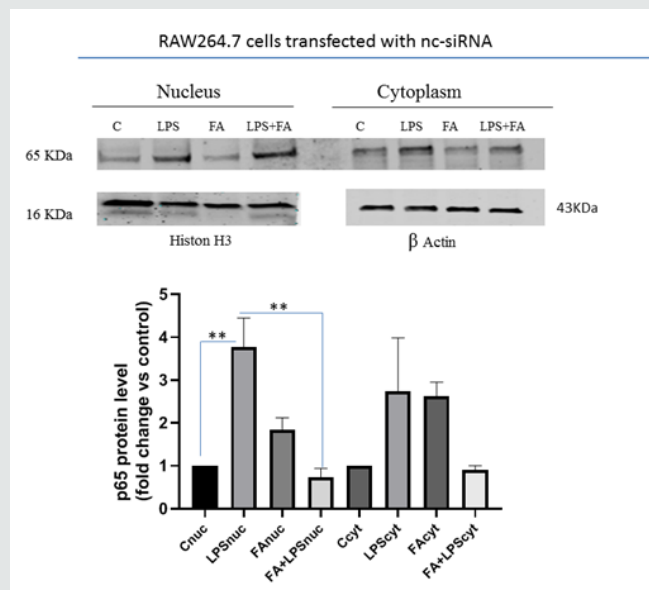 RAW264.7 cells transfected with nc-siRNA
Nucleus
Cytoplasm
C LPS FA LPS+FA
C LPS FA LPS+FA
65 KDa
16 KDa
43KDa
Histon H3
β Actin
p65 protein level
(fold change vs control)
5
4
3
2
1
0
** **
Cnuc
LPSnuc
FAnuc
FA+LPSnuc
Ccyt
LPScyt
FAcyt
FA+LPScyt